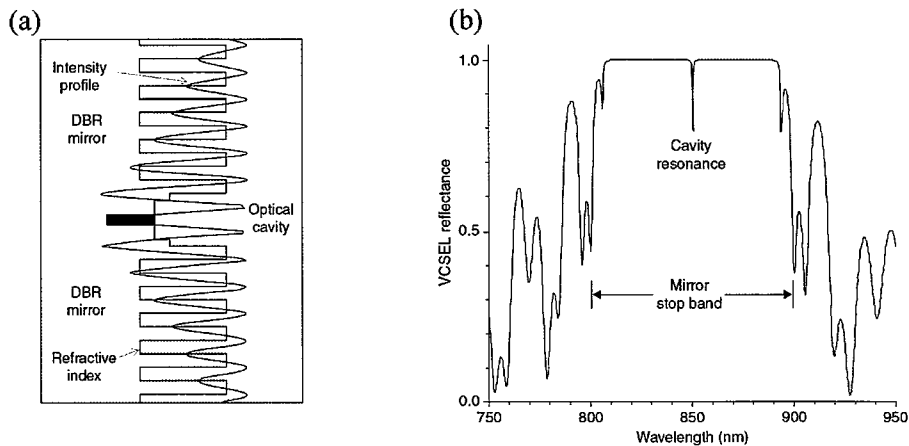 (a)
Intensity
profile
DBR
mirror
Optical
cavity
DBR
mirror
Refractive
index
(b)
VCSEL reflectance
1.0
0.5
0.0
Cavity
resonance
Mirror
stop band
750 800 850 900 950
Wavelength (nm)